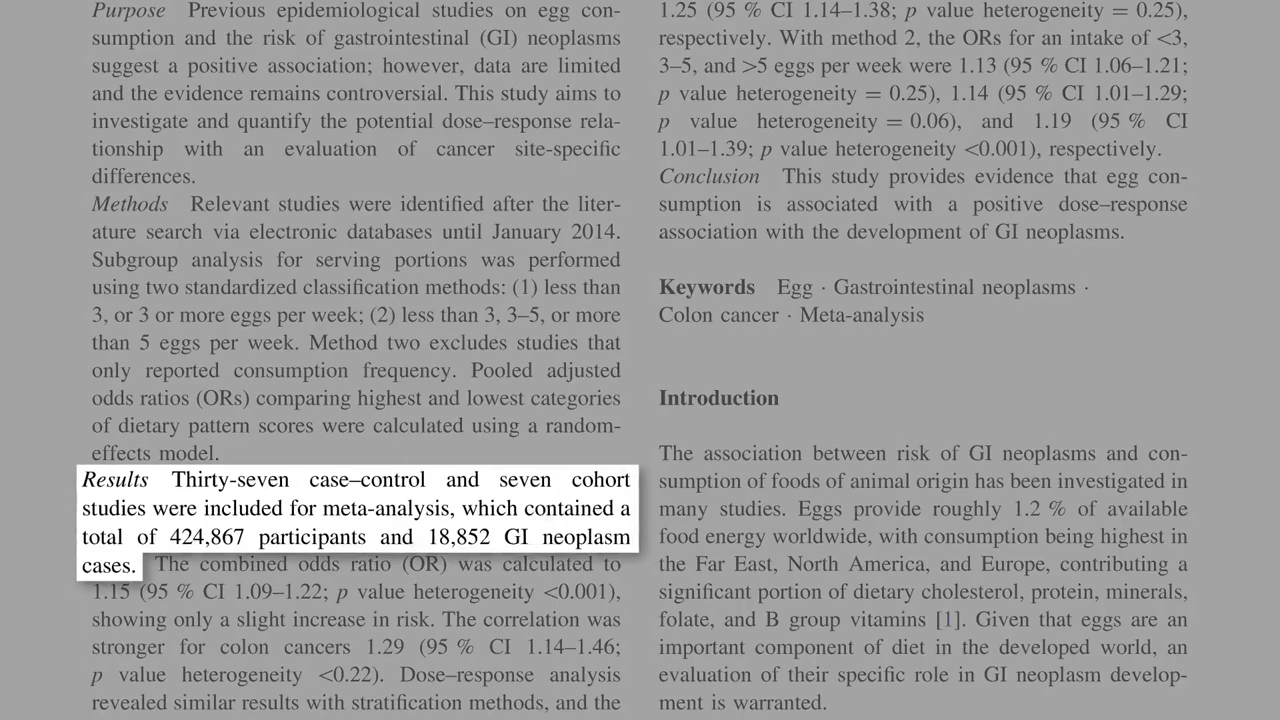 Purpose Previous epidemiological studies on egg con-
sumption and the risk of gastrointestinal (GI) neoplasms
suggest a positive association; however, data are limited
and the evidence remains controversial. This study aims to
investigate and quantify the potential dose–response rela-
tionship with an evaluation of cancer site-specific
differences.
Methods Relevant studies were identified after the liter-
ature search via electronic databases until January 2014.
Subgroup analysis for serving portions was performed
using two standardized classification methods: (1) less than
3, or 3 or more eggs per week; (2) less than 3, 3–5, or more
than 5 eggs per week. Method two excludes studies that
only reported consumption frequency. Pooled adjusted
odds ratios (ORs) comparing highest and lowest categories
of dietary pattern scores were calculated using a random-
effects model.
Results Thirty-seven case–control and seven cohort
studies were included for meta-analysis, which contained a
total of 424,867 participants and 18,852 GI neoplasm
cases. The combined odds ratio (OR) was calculated to
1.15 (95 % CI 1.09–1.22; p value heterogeneity <0.001),
showing only a slight increase in risk. The correlation was
stronger for colon cancers 1.29 (95 % CI 1.14–1.46;
p value heterogeneity <0.22). Dose–response analysis
revealed similar results with stratification methods, and the
1.25 (95 % CI 1.14–1.38; p value heterogeneity = 0.25),
respectively. With method 2, the ORs for an intake of <3,
3–5, and >5 eggs per week were 1.13 (95 % CI 1.06–1.21;
p value heterogeneity = 0.25), 1.14 (95 % CI 1.01–1.29;
p value heterogeneity = 0.06), and 1.19 (95 % CI
1.01–1.39; p value heterogeneity <0.001), respectively.
Conclusion This study provides evidence that egg con-
sumption is associated with a positive dose–response
association with the development of GI neoplasms.
Keywords Egg · Gastrointestinal neoplasms ·
Colon cancer · Meta-analysis
Introduction
The association between risk of GI neoplasms and con-
sumption of foods of animal origin has been investigated in
many studies. Eggs provide roughly 1.2 % of available
food energy worldwide, with consumption being highest in
the Far East, North America, and Europe, contributing a
significant portion of dietary cholesterol, protein, minerals,
folate, and B group vitamins [1]. Given that eggs are an
important component of diet in the developed world, an
evaluation of their specific role in GI neoplasm develop-
ment is warranted.